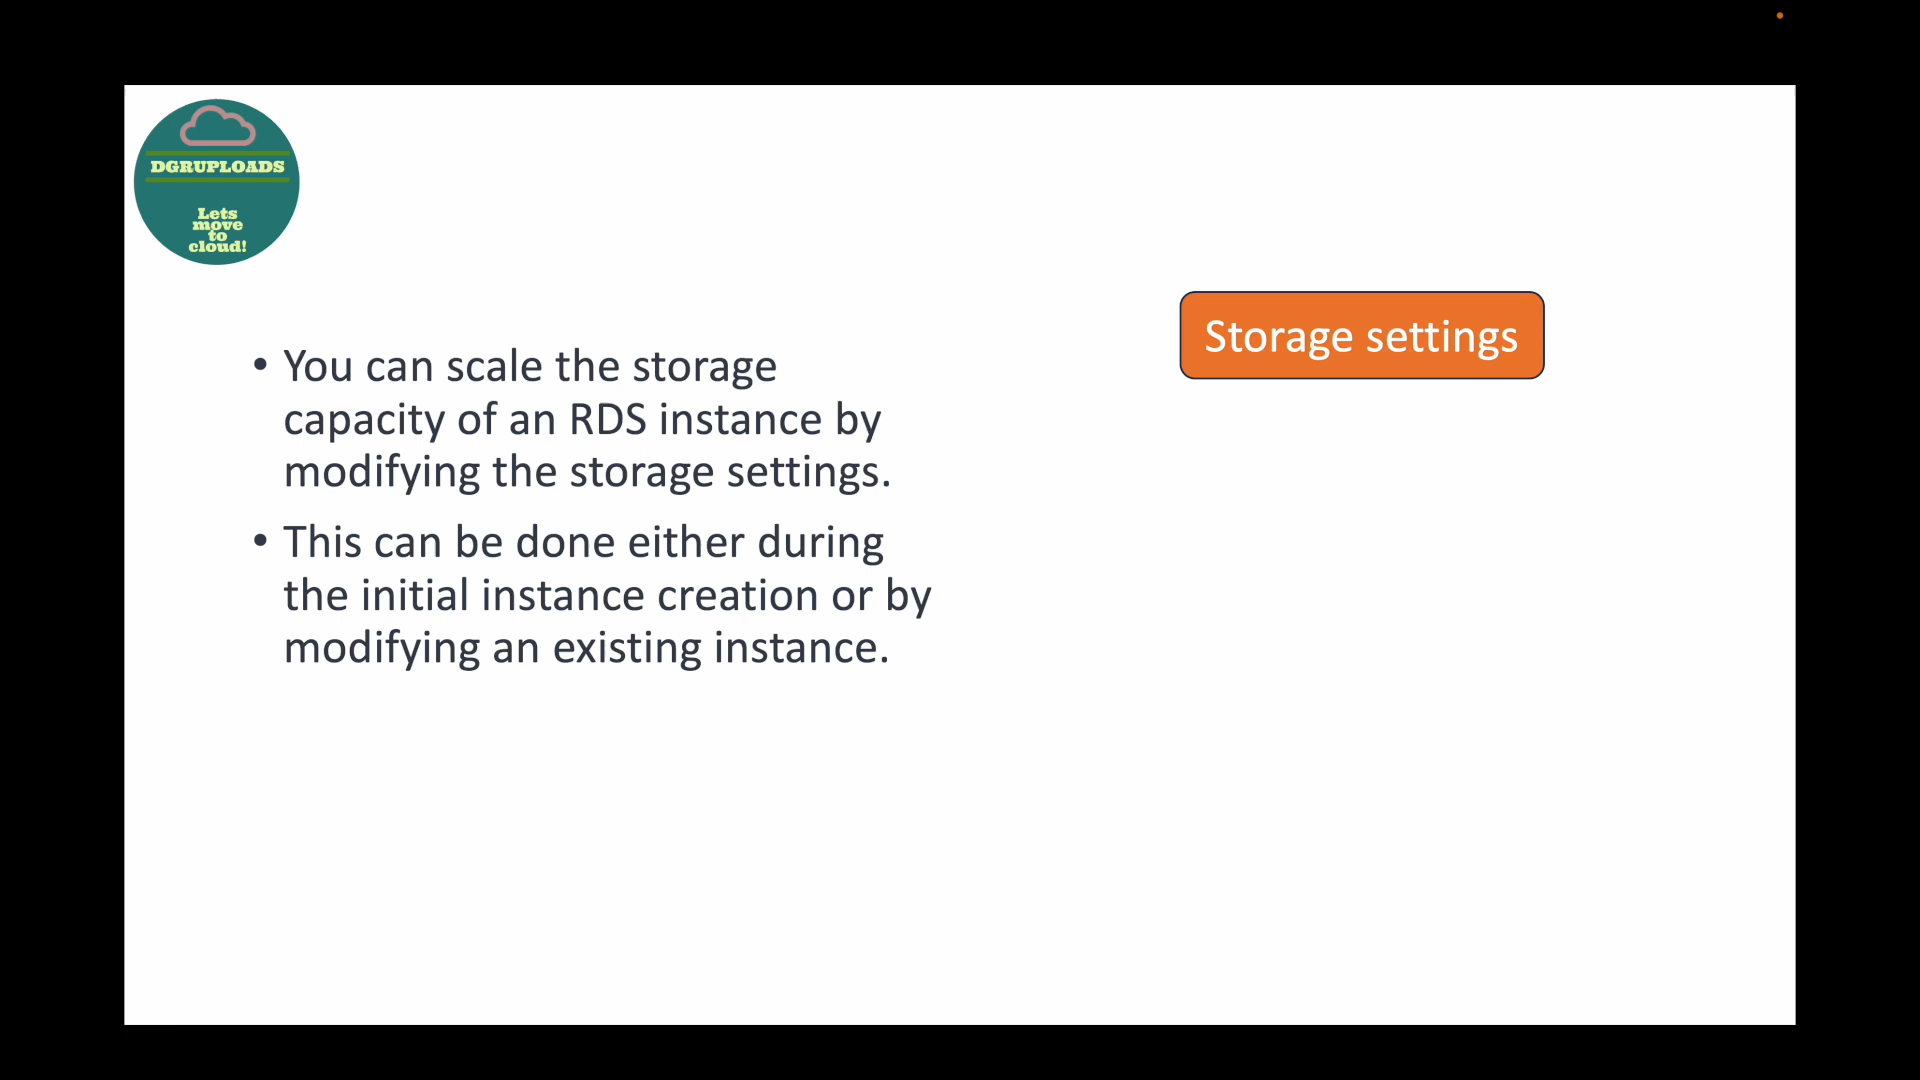 DGRUPLOADS
Lets
move
to
cloud!
Storage settings
• You can scale the storage
capacity of an RDS instance by
modifying the storage settings.
• This can be done either during
the initial instance creation or by
modifying an existing instance.